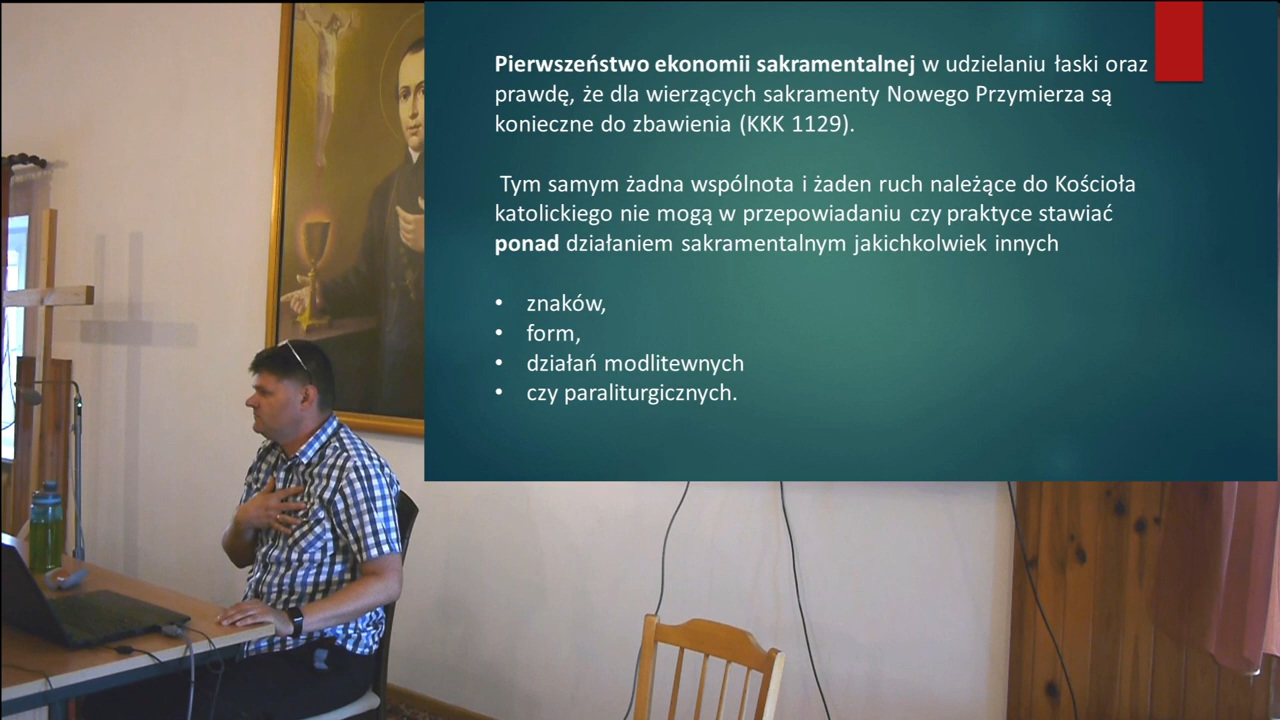 Pierwszeństwo ekonomii sakramentalnej w udzielaniu łaski oraz
prawdę, że dla wierzących sakramenty Nowego Przymierza są
konieczne do zbawienia (KKK 1129).
Tym samym żadna wspólnota i żaden ruch należące do Kościoła
katolickiego nie mogą w przepowiadaniu czy praktyce stawiać
ponad działaniem sakramentalnym jakichkolwiek innych
• znaków,
• form,
• działań modlitewnych
• czy paraliturgicznych.